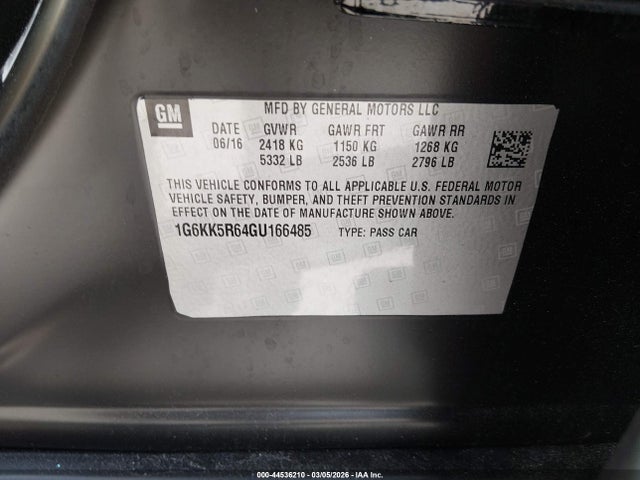 GM
MFD BY GENERAL MOTORS LLC
DATE GVWR GAWR FRT GAWR RR
06/16 2418 KG 1150 KG 1268 KG
5332 LB 2536 LB 2796 LB
THIS VEHICLE CONFORMS TO ALL APPLICABLE U.S. FEDERAL MOTOR
VEHICLE SAFETY, BUMPER, AND THEFT PREVENTION STANDARDS IN
EFFECT ON THE DATE OF MANUFACTURE SHOWN ABOVE.
1G6KK5R64GU166485 TYPE: PASS CAR
000-44536210 | 03/05/2026 | IAA Inc.